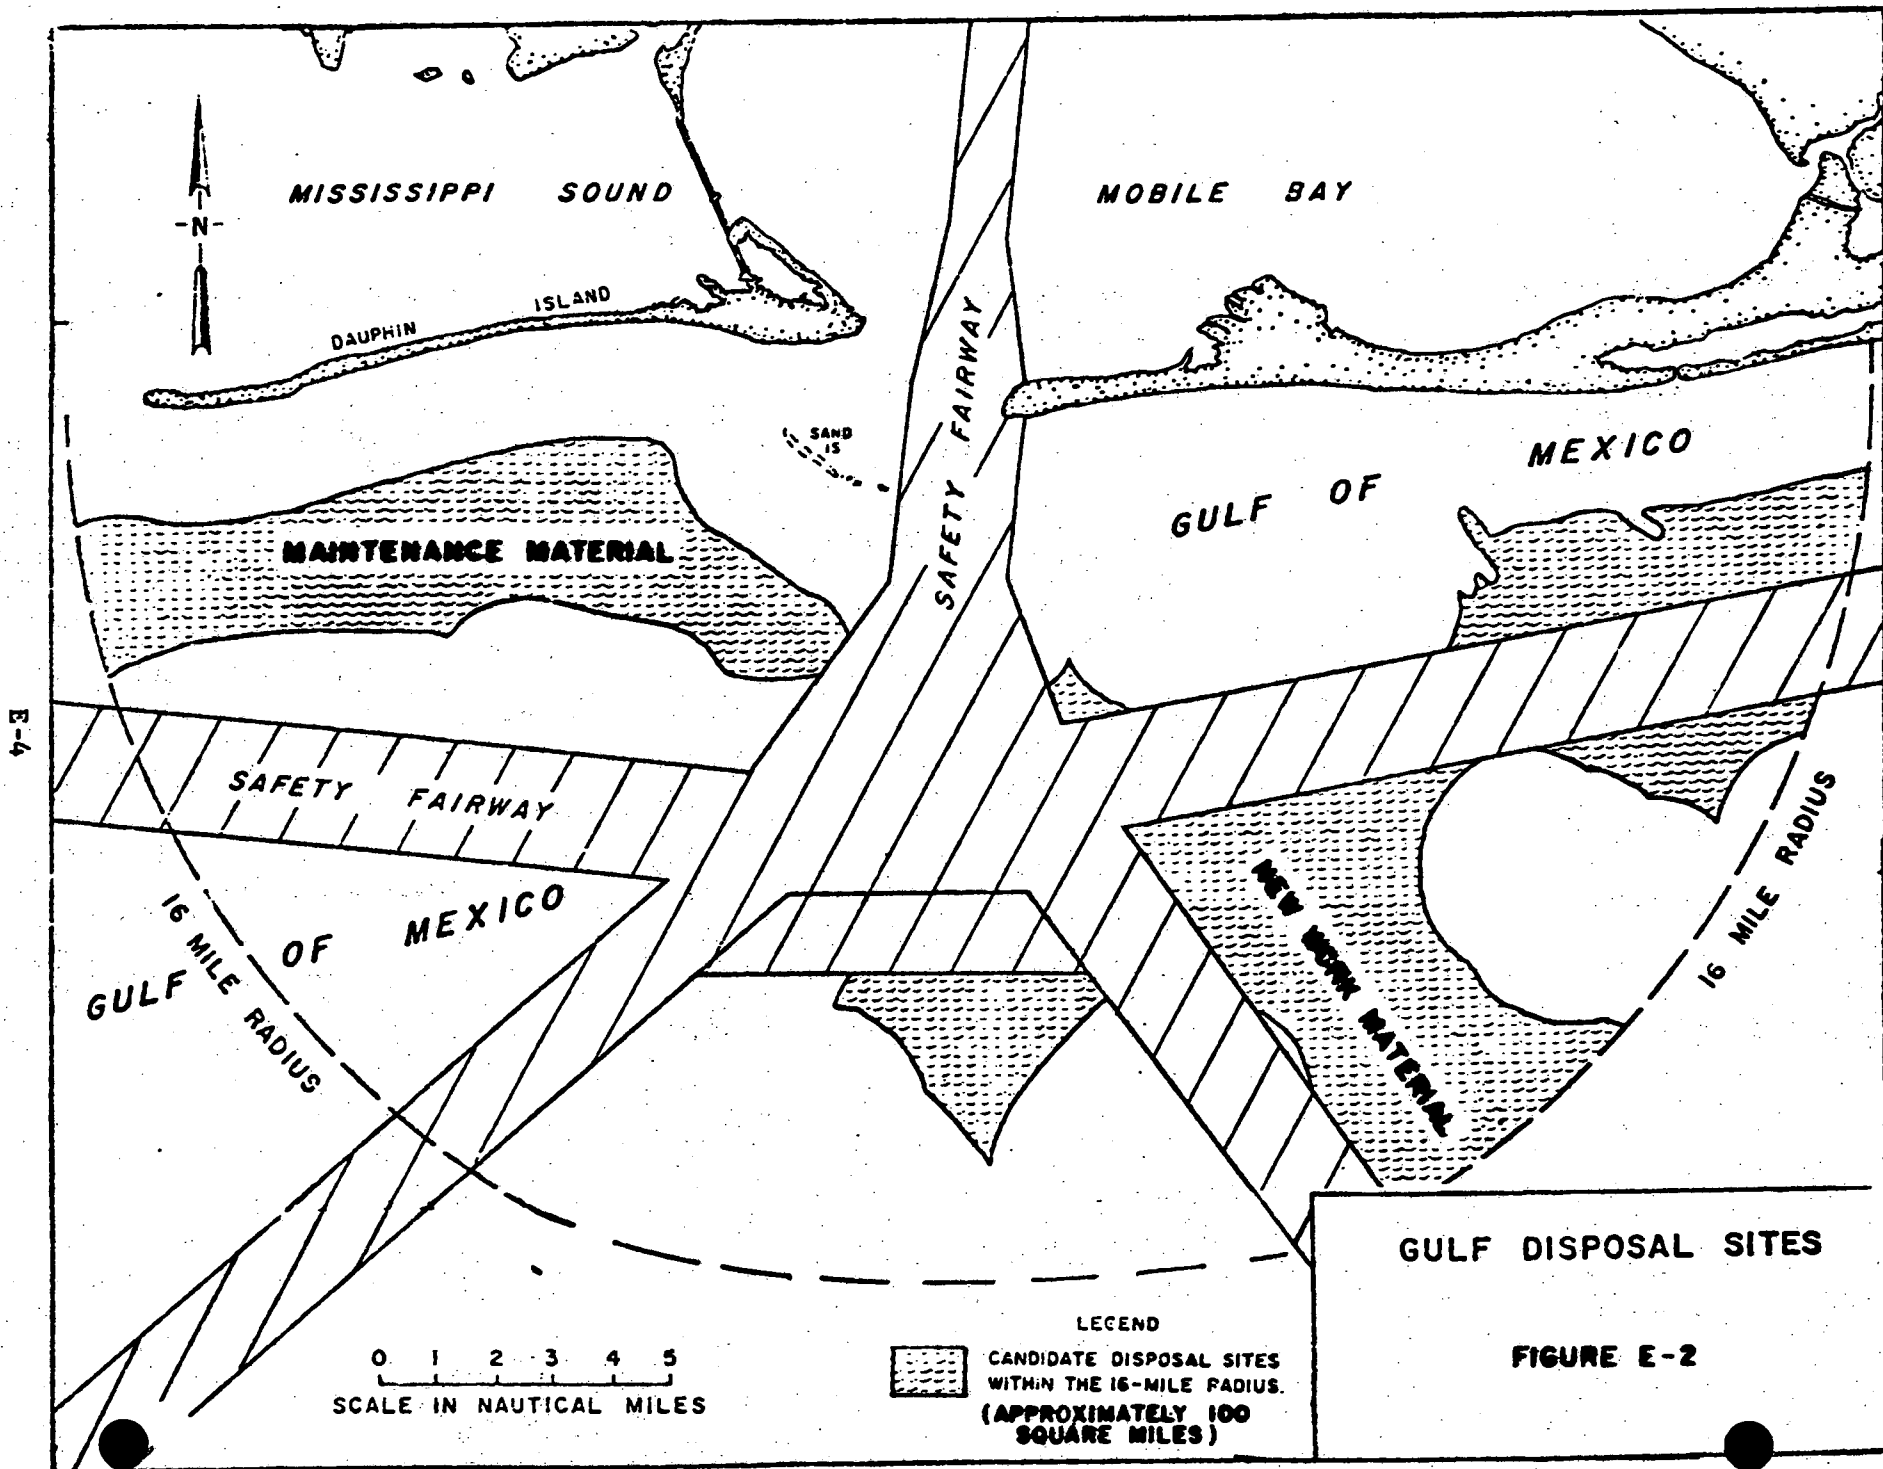 -N-
MISSISSIPPI SOUND
MOBILE BAY
DAUPHIN ISLAND
SAND
IS
SAFETY FAIRWAY
GULF OF MEXICO
MAINTENANCE MATERIAL
E-4
SAFETY FAIRWAY
GULF OF MEXICO
16 MILE RADIUS
NEW WORK MATERIAL
16 MILE RADIUS
0 1 2 3 4 5
SCALE IN NAUTICAL MILES
LEGEND
CANDIDATE DISPOSAL SITES
WITHIN THE 16-MILE RADIUS.
(APPROXIMATELY 100
SQUARE MILES)
GULF DISPOSAL SITES
FIGURE E-2